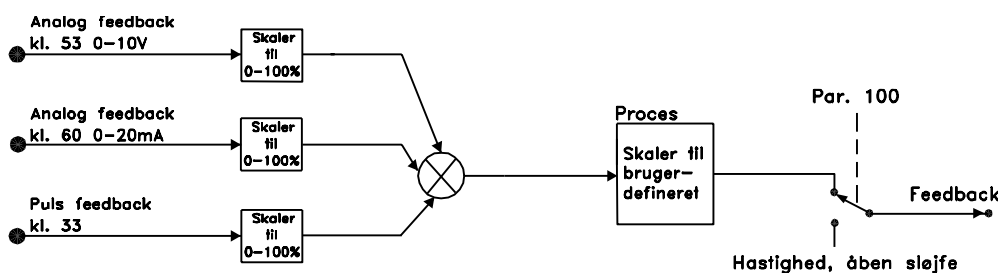 Analog feedback
kl. 53 0-10V
Skaler
til
0-100%
Analog feedback
kl. 60 0-20mA
Skaler
til
0-100%
Puls feedback
kl. 33
Skaler
til
0-100%
Proces
Skaler til
bruger-
defineret
Par. 100
Feedback
Hastighed, åben sløjfe